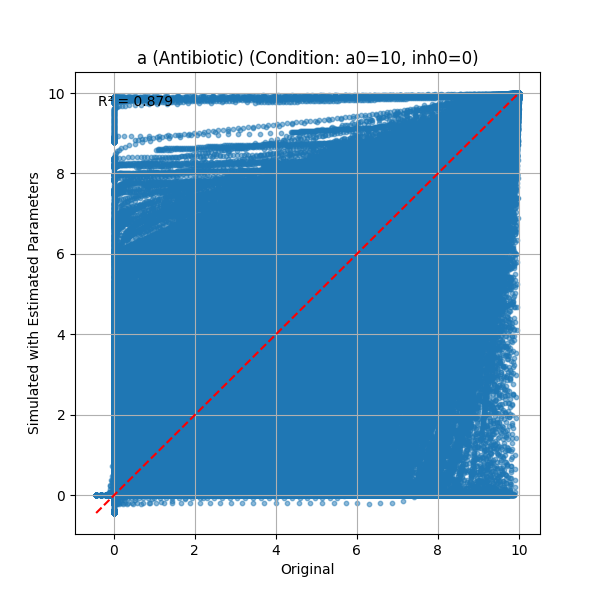 a (Antibiotic) (Condition: a0=10, inh0=0)
R² = 0.879
10
8
6
4
2
0
Simulated with Estimated Parameters
0 2 4 6 8 10
Original